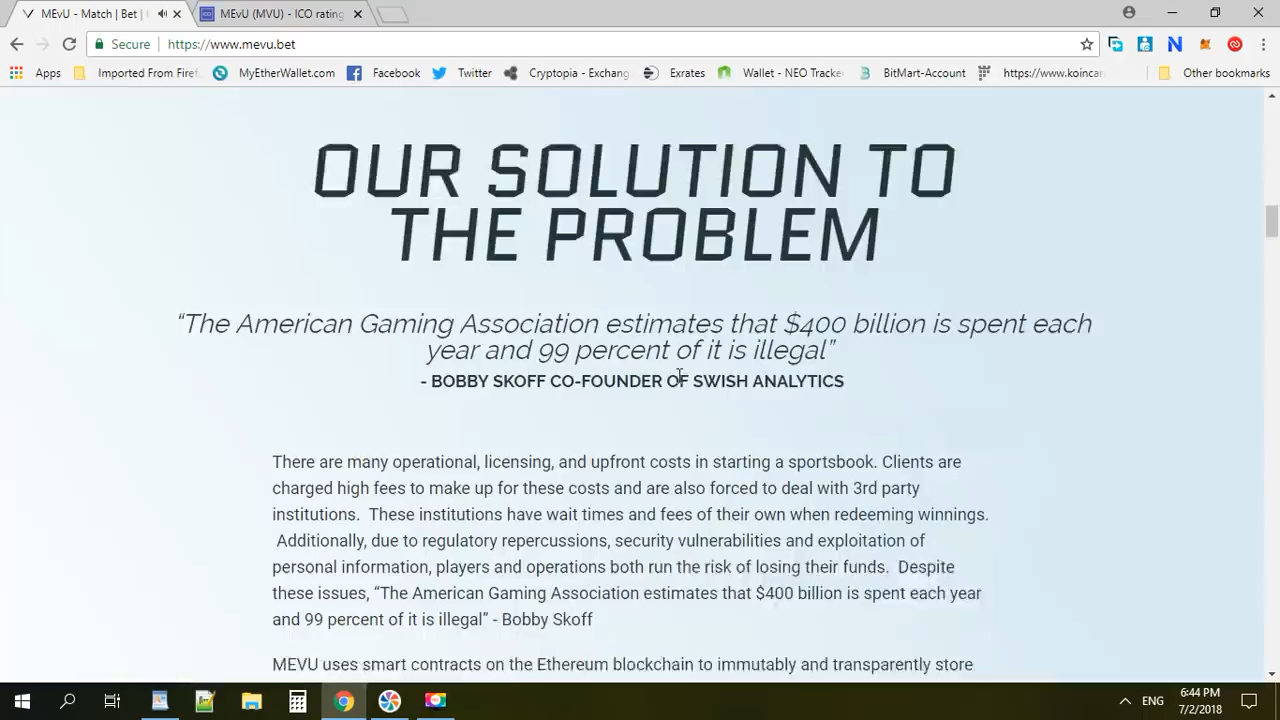 MEvU - Match | Bet |
MEvU (MVU) - ICO rating
Secure
https://www.mevu.bet
Apps
Imported From Firef
MyEtherWallet.com
Facebook
Twitter
Cryptopia - Exchang
Exrates
Wallet - NEO Tracke
BitMart-Account
https://www.koincar
Other bookmarks
OUR SOLUTION TO
THE PROBLEM
“The American Gaming Association estimates that $400 billion is spent each
year and 99 percent of it is illegal”
- BOBBY SKOFF CO-FOUNDER OF SWISH ANALYTICS
There are many operational, licensing, and upfront costs in starting a sportsbook. Clients are
charged high fees to make up for these costs and are also forced to deal with 3rd party
institutions.  These institutions have wait times and fees of their own when redeeming winnings.
Additionally, due to regulatory repercussions, security vulnerabilities and exploitation of
personal information, players and operations both run the risk of losing their funds.  Despite
these issues, “The American Gaming Association estimates that $400 billion is spent each year
and 99 percent of it is illegal” - Bobby Skoff
MEVU uses smart contracts on the Ethereum blockchain to immutably and transparently store
ENG
6:44 PM
7/2/2018